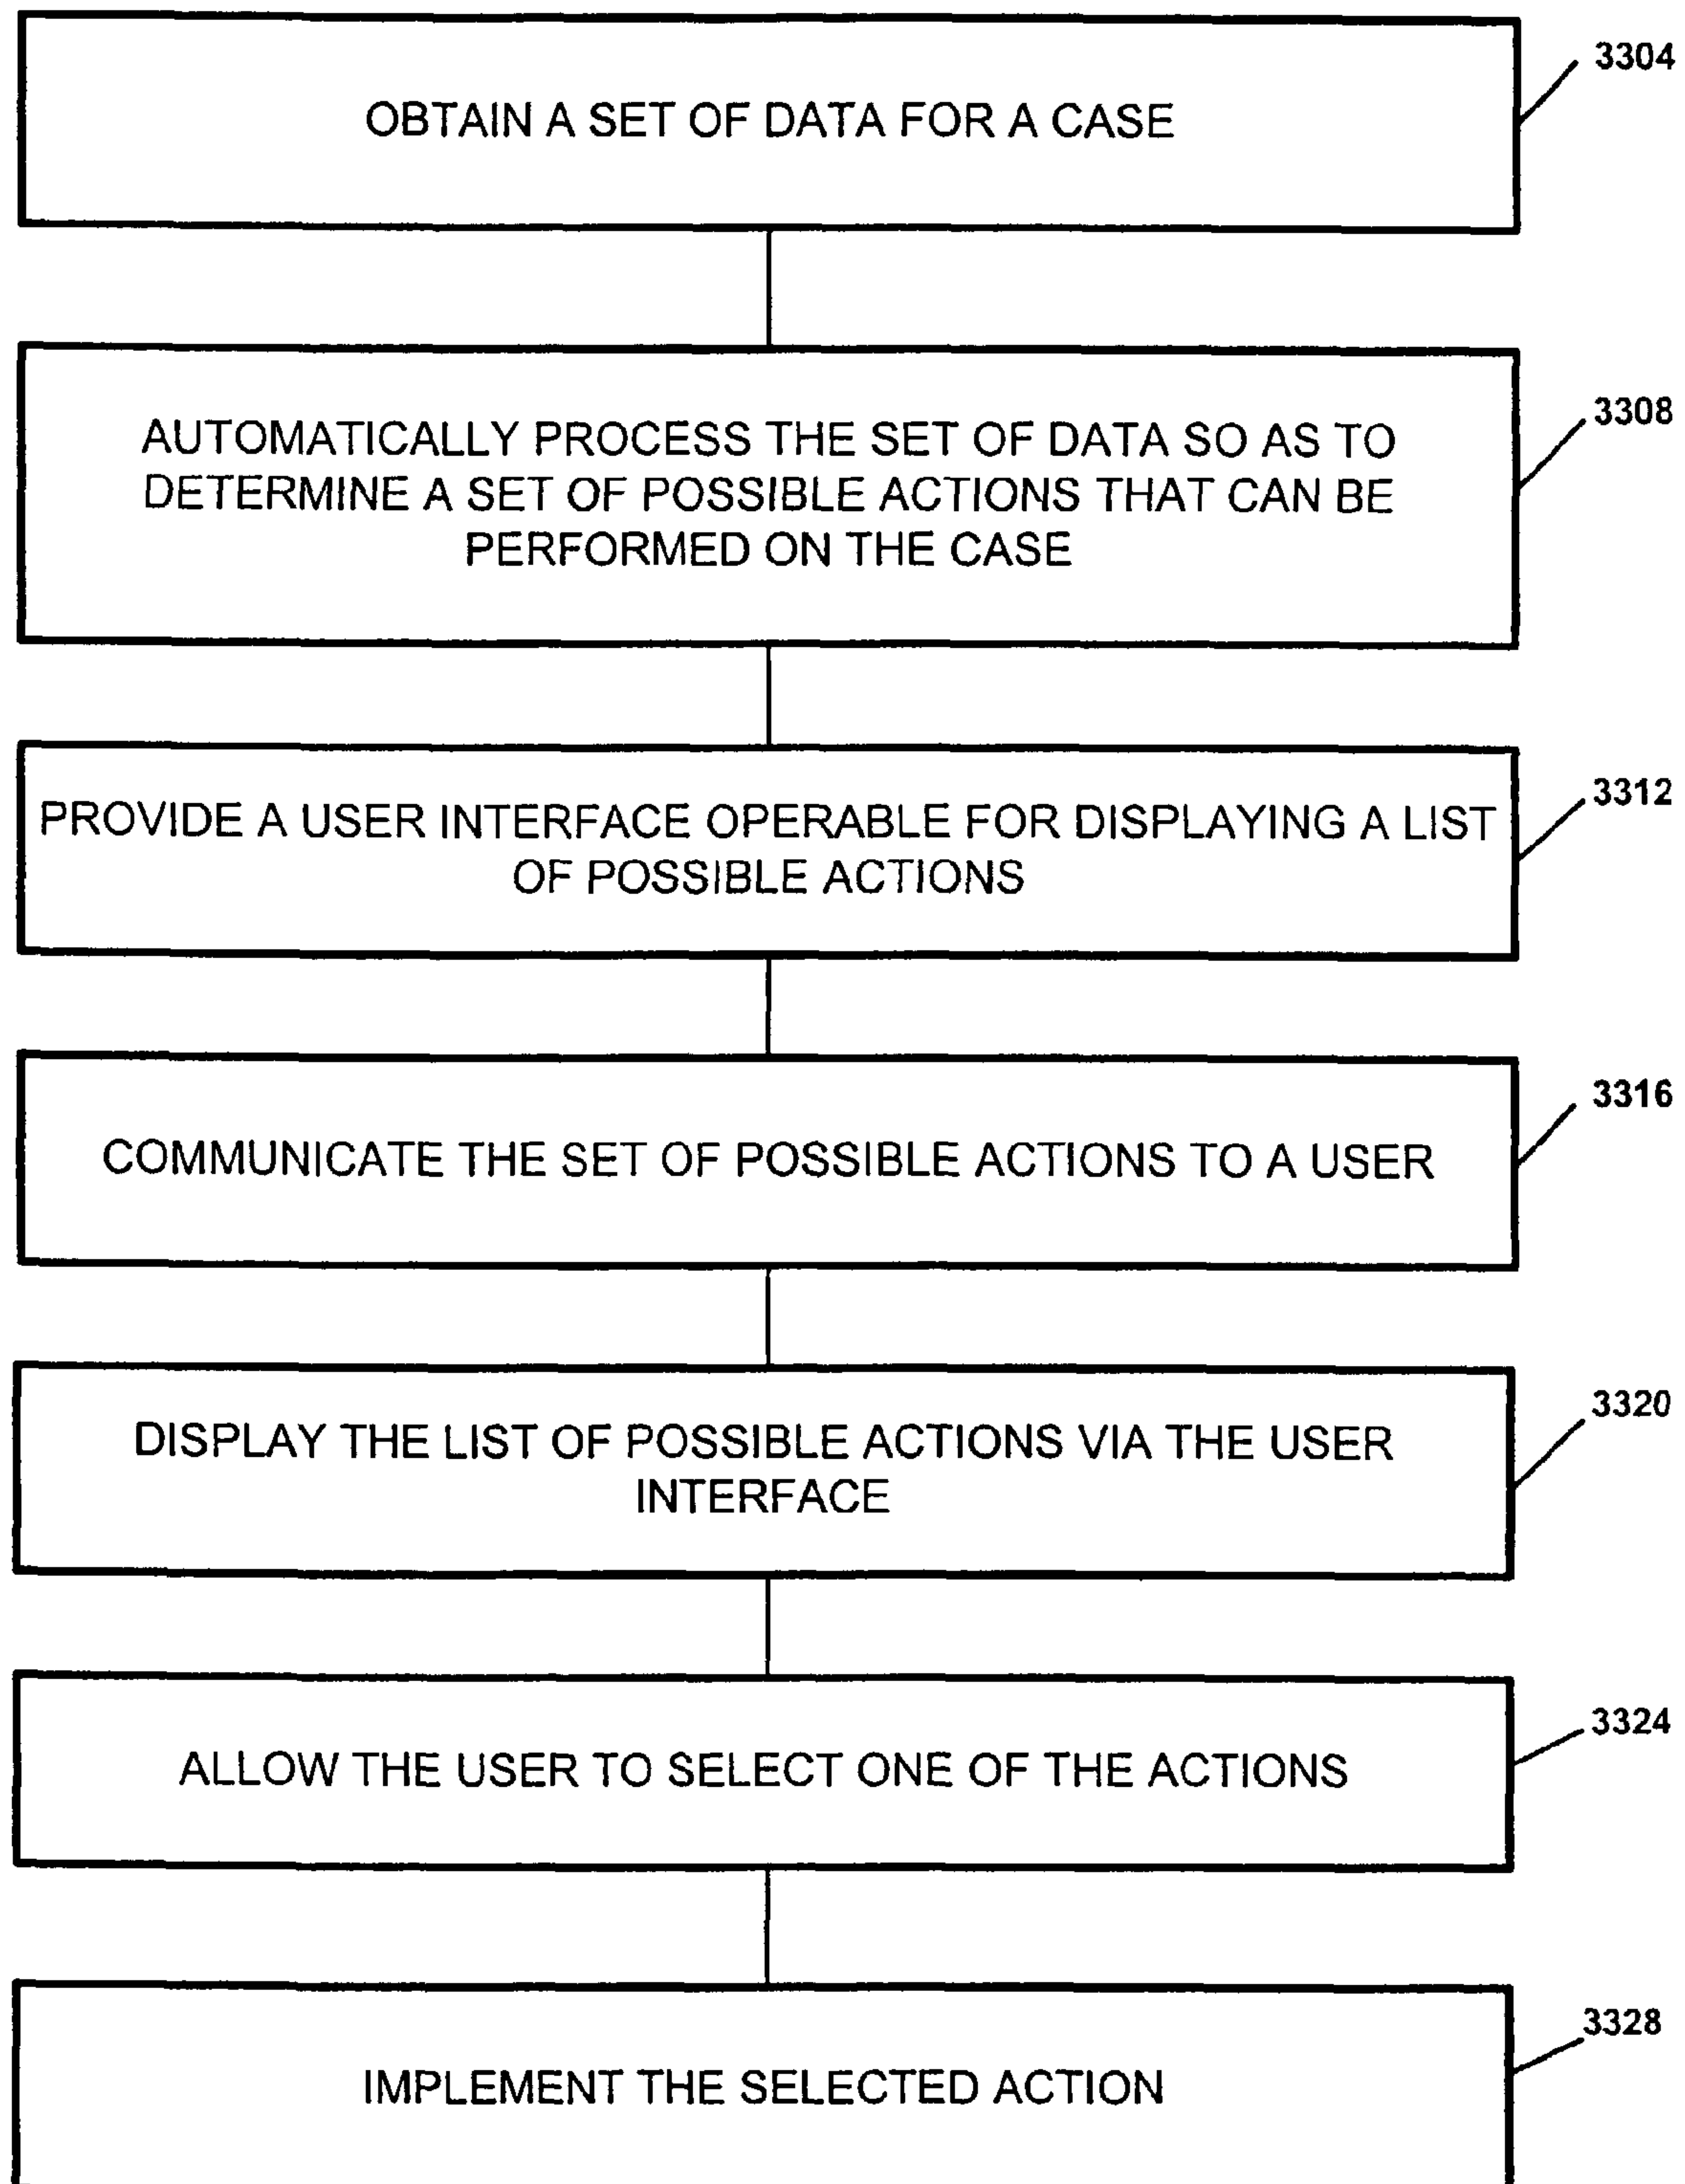 3304
OBTAIN A SET OF DATA FOR A CASE
3308
AUTOMATICALLY PROCESS THE SET OF DATA SO AS TO
DETERMINE A SET OF POSSIBLE ACTIONS THAT CAN BE
PERFORMED ON THE CASE
3312
PROVIDE A USER INTERFACE OPERABLE FOR DISPLAYING A LIST
OF POSSIBLE ACTIONS
3316
COMMUNICATE THE SET OF POSSIBLE ACTIONS TO A USER
3320
DISPLAY THE LIST OF POSSIBLE ACTIONS VIA THE USER
INTERFACE
3324
ALLOW THE USER TO SELECT ONE OF THE ACTIONS
3328
IMPLEMENT THE SELECTED ACTION